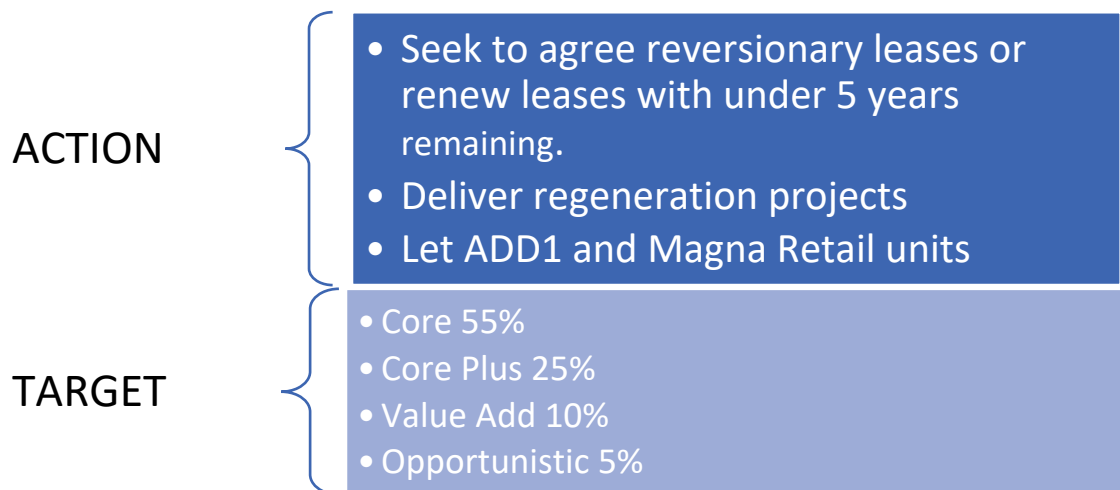 ACTION
• Seek to agree reversionary leases or
renew leases with under 5 years
remaining.
• Deliver regeneration projects
• Let ADD1 and Magna Retail units
TARGET
• Core 55%
• Core Plus 25%
• Value Add 10%
• Opportunistic 5%